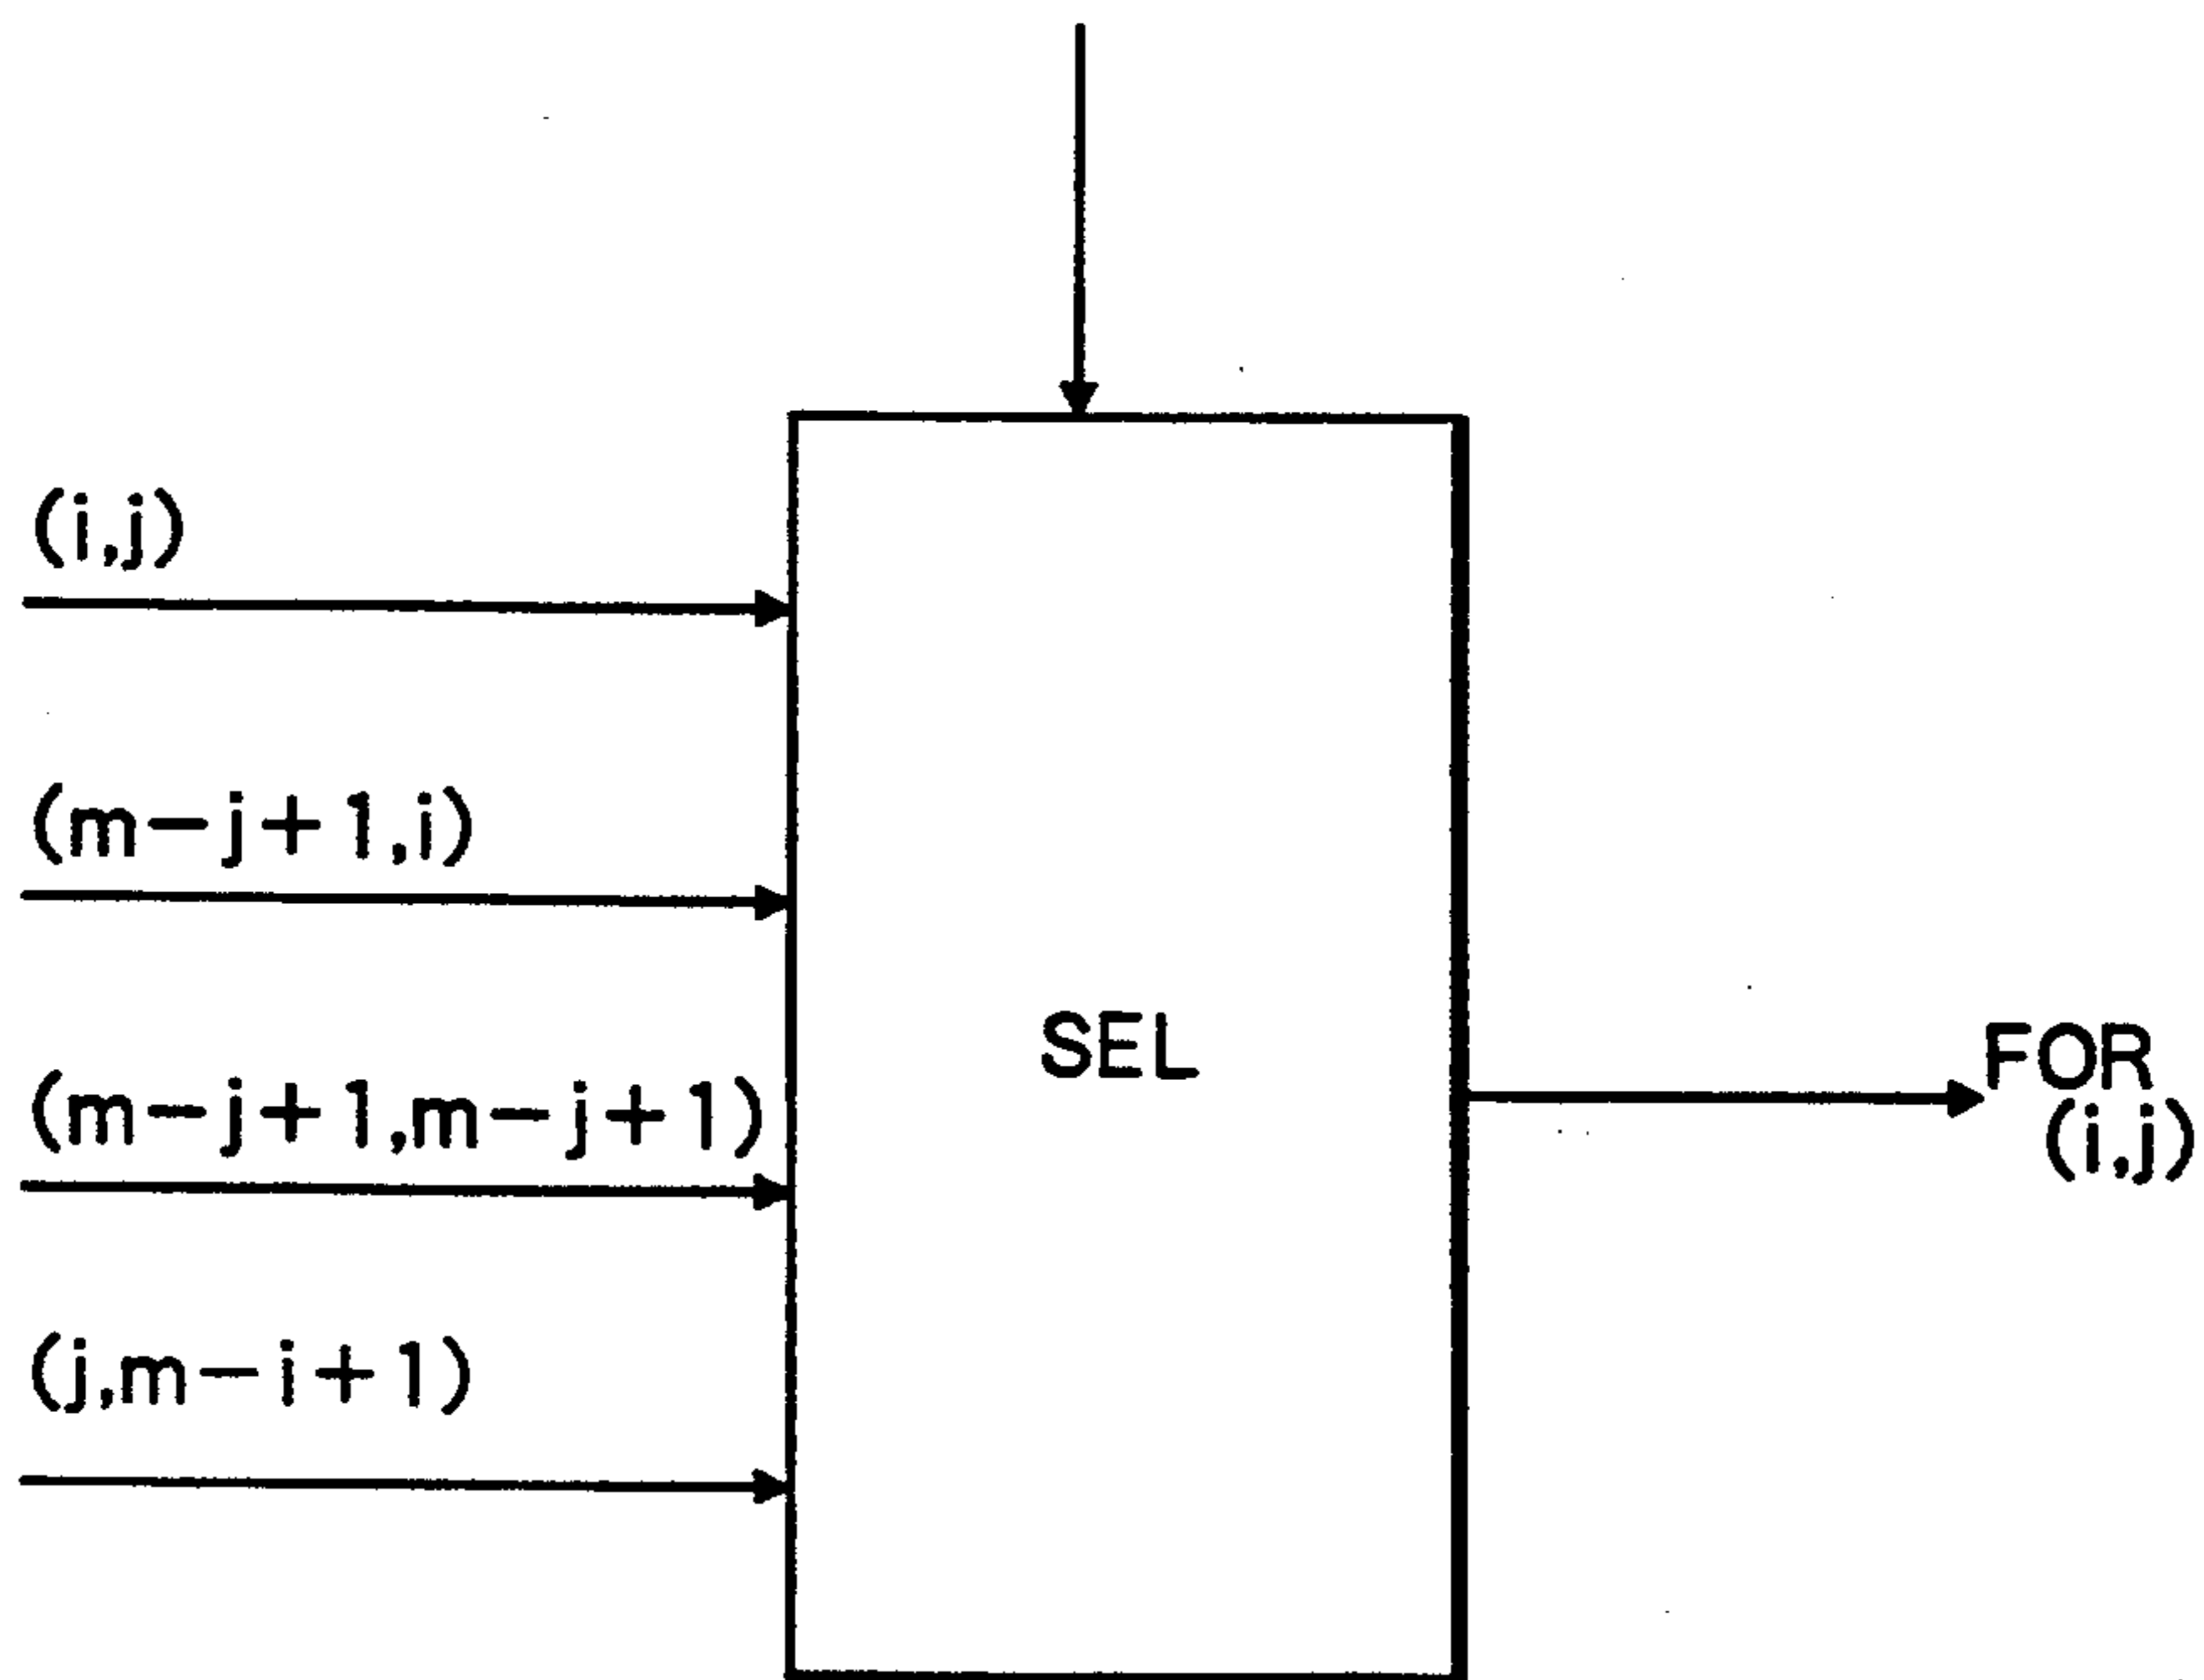 (i,j)
(m-j+1,i)
(m-j+1,m-j+1)
(j,m-i+1)
SEL
FOR
(i,j)